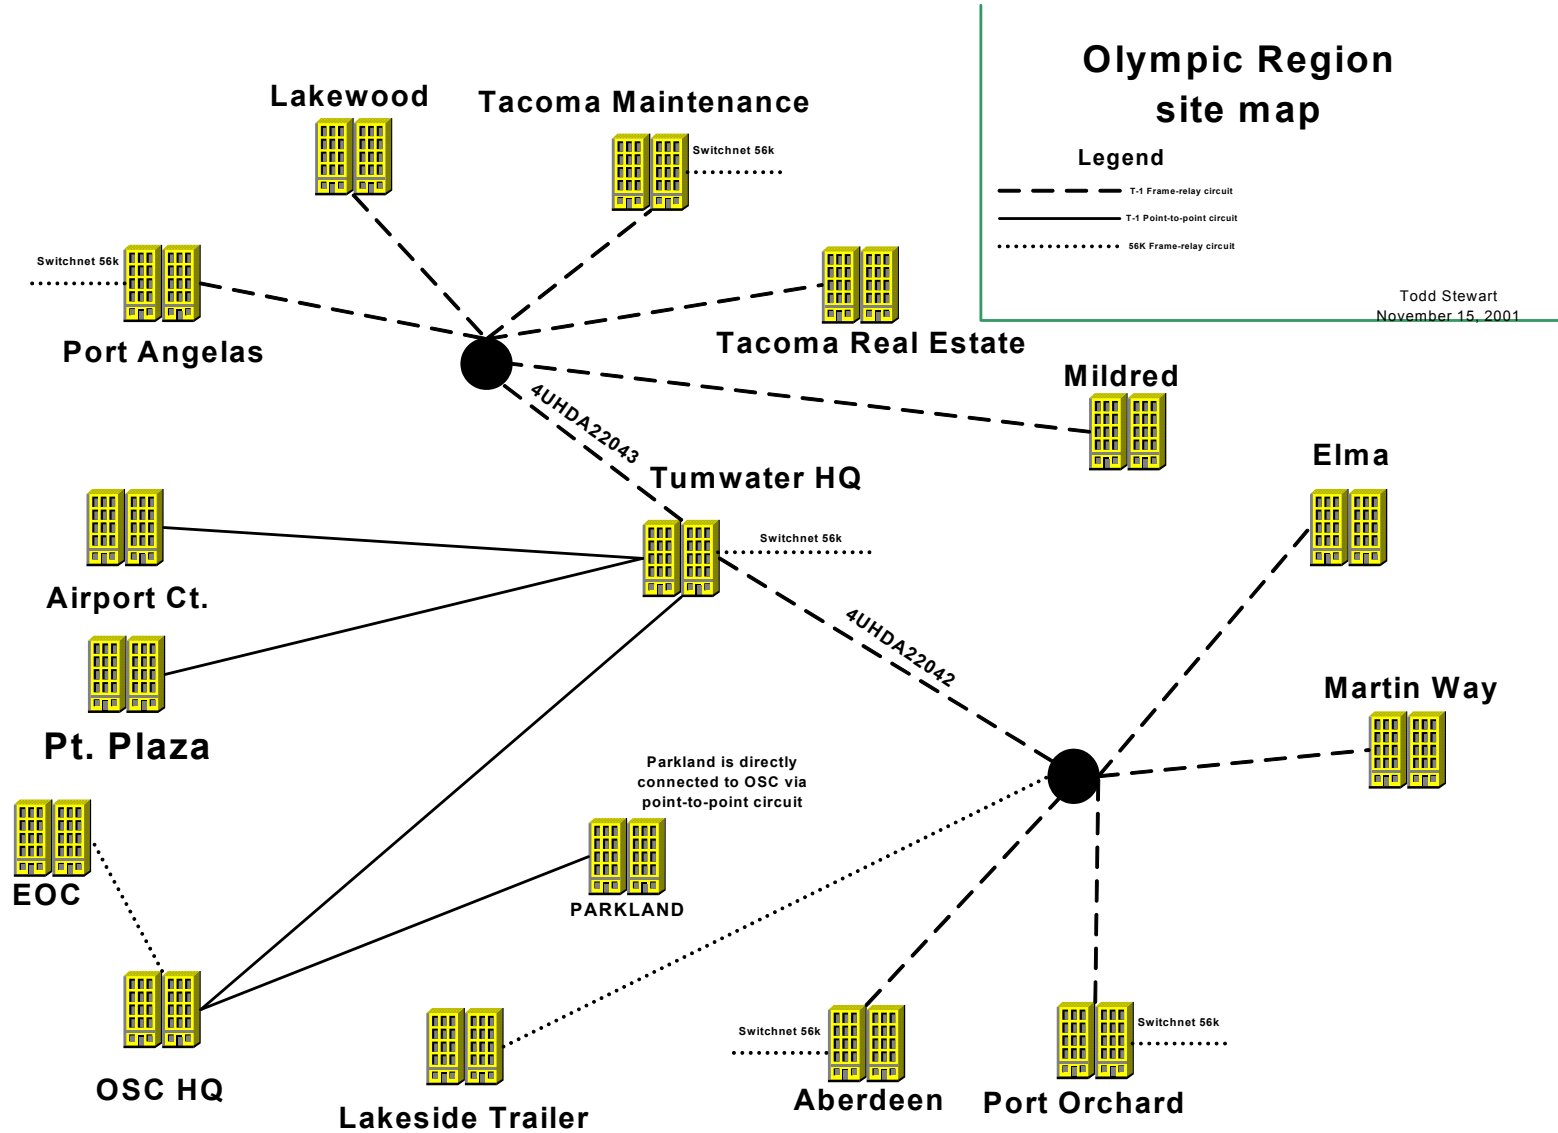 Olympic Region
site map
Legend
T-1 Frame-relay circuit
T-1 Point-to-point circuit
56K Frame-relay circuit
Todd Stewart
November 15, 2001
Lakewood
Tacoma Maintenance
Switchnet 56k
Switchnet 56k
Port Angelas
Tacoma Real Estate
Mildred
4UHDA22043
Tumwater HQ
Elma
Switchnet 56k
Airport Ct.
4UHDA22042
Martin Way
Pt. Plaza
Parkland is directly
connected to OSC via
point-to-point circuit
EOC
PARKLAND
OSC HQ
Lakeside Trailer
Switchnet 56k
Aberdeen
Switchnet 56k
Port Orchard